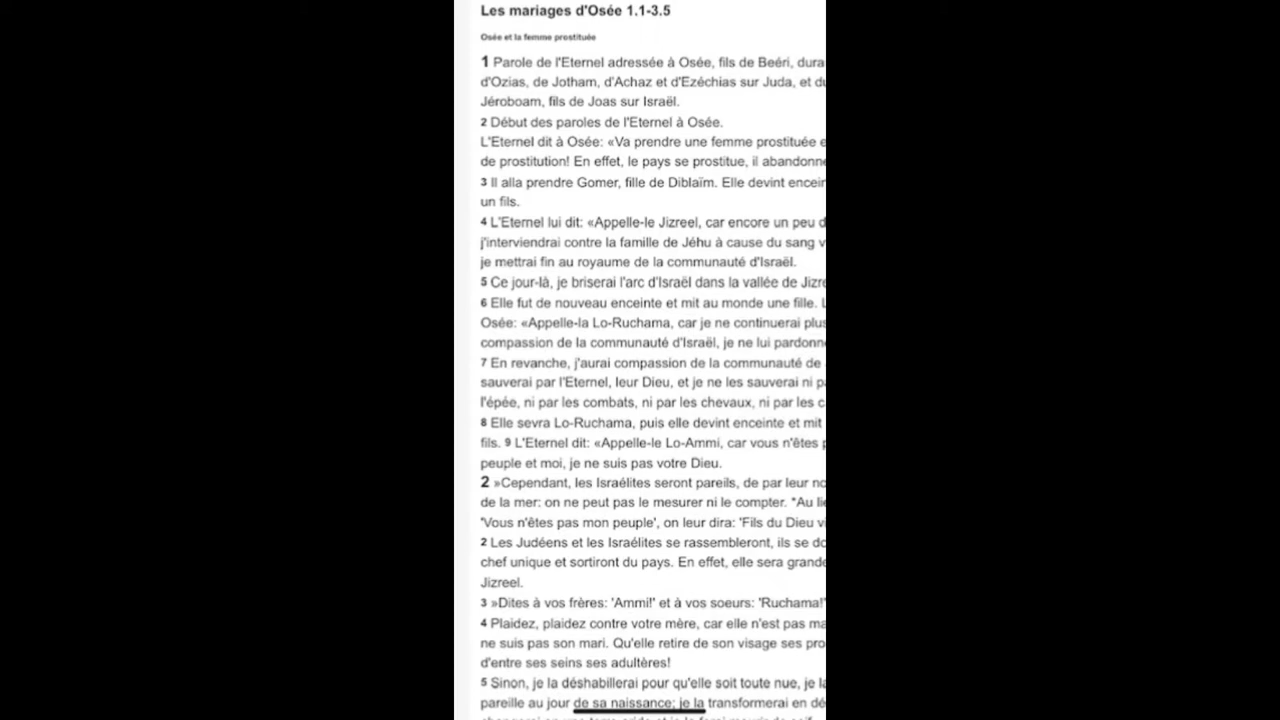 Les mariages d'Osée 1.1-3.5
Osée et la femme prostituée
1 Parole de l'Eternel adressée à Osée, fils de Beéri, dura
d'Ozias, de Jotham, d'Achaz et d'Ezéchias sur Juda, et du
Jéroboam, fils de Joas sur Israël.
2 Début des paroles de l'Eternel à Osée.
L'Eternel dit à Osée: «Va prendre une femme prostituée e
de prostitution! En effet, le pays se prostitue, il abandonne
3 Il alla prendre Gomer, fille de Diblaïm. Elle devint encein
un fils.
4 L'Eternel lui dit: «Appelle-le Jizreel, car encore un peu d
j'interviendrai contre la famille de Jéhu à cause du sang v
je mettrai fin au royaume de la communauté d'Israël.
5 Ce jour-là, je briserai l'arc d'Israël dans la vallée de Jizre
6 Elle fut de nouveau enceinte et mit au monde une fille. L
Osée: «Appelle-la Lo-Ruchama, car je ne continuerai plus
compassion de la communauté d'Israël, je ne lui pardonne
7 En revanche, j'aurai compassion de la communauté de
sauverai par l'Eternel, leur Dieu, et je ne les sauverai ni pa
l'épée, ni par les combats, ni par les chevaux, ni par les c
8 Elle sevra Lo-Ruchama, puis elle devint enceinte et mit
fils. 9 L'Eternel dit: «Appelle-le Lo-Ammi, car vous n'êtes p
peuple et moi, je ne suis pas votre Dieu.
2 »Cependant, les Israélites seront pareils, de par leur no
de la mer: on ne peut pas le mesurer ni le compter. *Au lie
'Vous n'êtes pas mon peuple', on leur dira: 'Fils du Dieu vi
2 Les Judéens et les Israélites se rassembleront, ils se do
chef unique et sortiront du pays. En effet, elle sera grande
Jizreel.
3 »Dites à vos frères: 'Ammi!' et à vos soeurs: 'Ruchama!'
4 Plaidez, plaidez contre votre mère, car elle n'est pas ma
ne suis pas son mari. Qu'elle retire de son visage ses pro
d'entre ses seins ses adultères!
5 Sinon, je la déshabillerai pour qu'elle soit toute nue, je la
pareille au jour de sa naissance; je la transformerai en dé